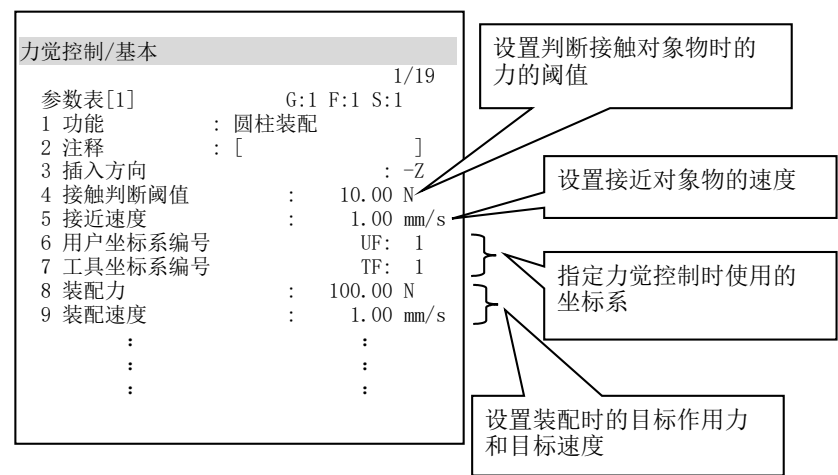 力觉控制/基本
1/19
参数表[1] G:1 F:1 S:1
1 功能 : 圆柱装配
2 注释 : [ ]
3 插入方向 : -Z
4 接触判断阈值 : 10.00 N
5 接近速度 : 1.00 mm/s
6 用户坐标系编号 UF: 1
7 工具坐标系编号 TF: 1
8 装配力 : 100.00 N
9 装配速度 : 1.00 mm/s
: :
: :
: :
设置判断接触对象物时的
力的阈值
设置接近对象物的速度
指定力觉控制时使用的
坐标系
设置装配时的目标作用力
和目标速度